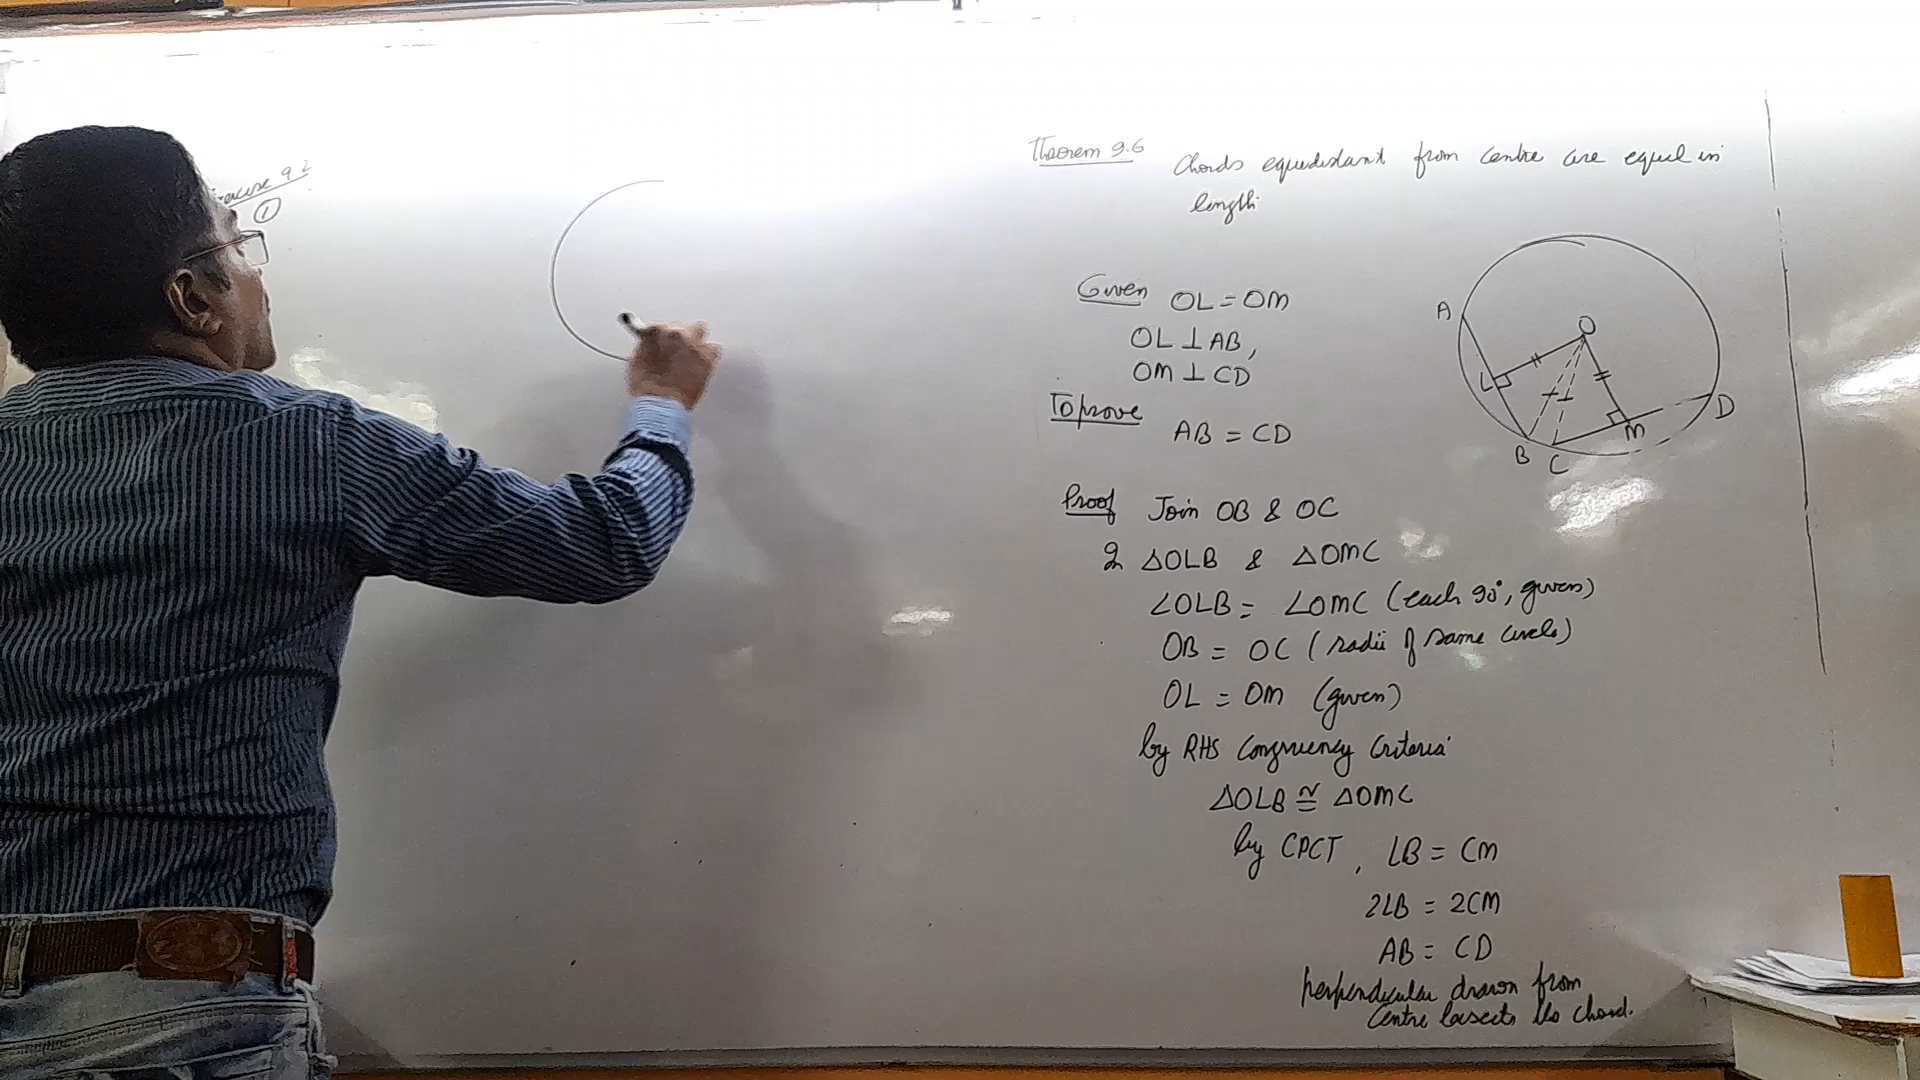 9.2
①
Theorem 9.6
Chords equidistant from centre are equal in
length
Given OL = OM
OL ⊥ AB,
OM ⊥ CD
To prove
AB = CD
A
O
L
M
D
B C
Proof Join OB & OC
In △OLB & △OMC
∠OLB = ∠OMC (each 90°, given)
OB = OC (radii of same circle)
OL = OM (given)
by RHS Congruency Criteria
△OLB ≅ △OMC
by CPCT, LB = CM
2LB = 2CM
AB = CD
perpendicular drawn from
Centre bisects the chord.